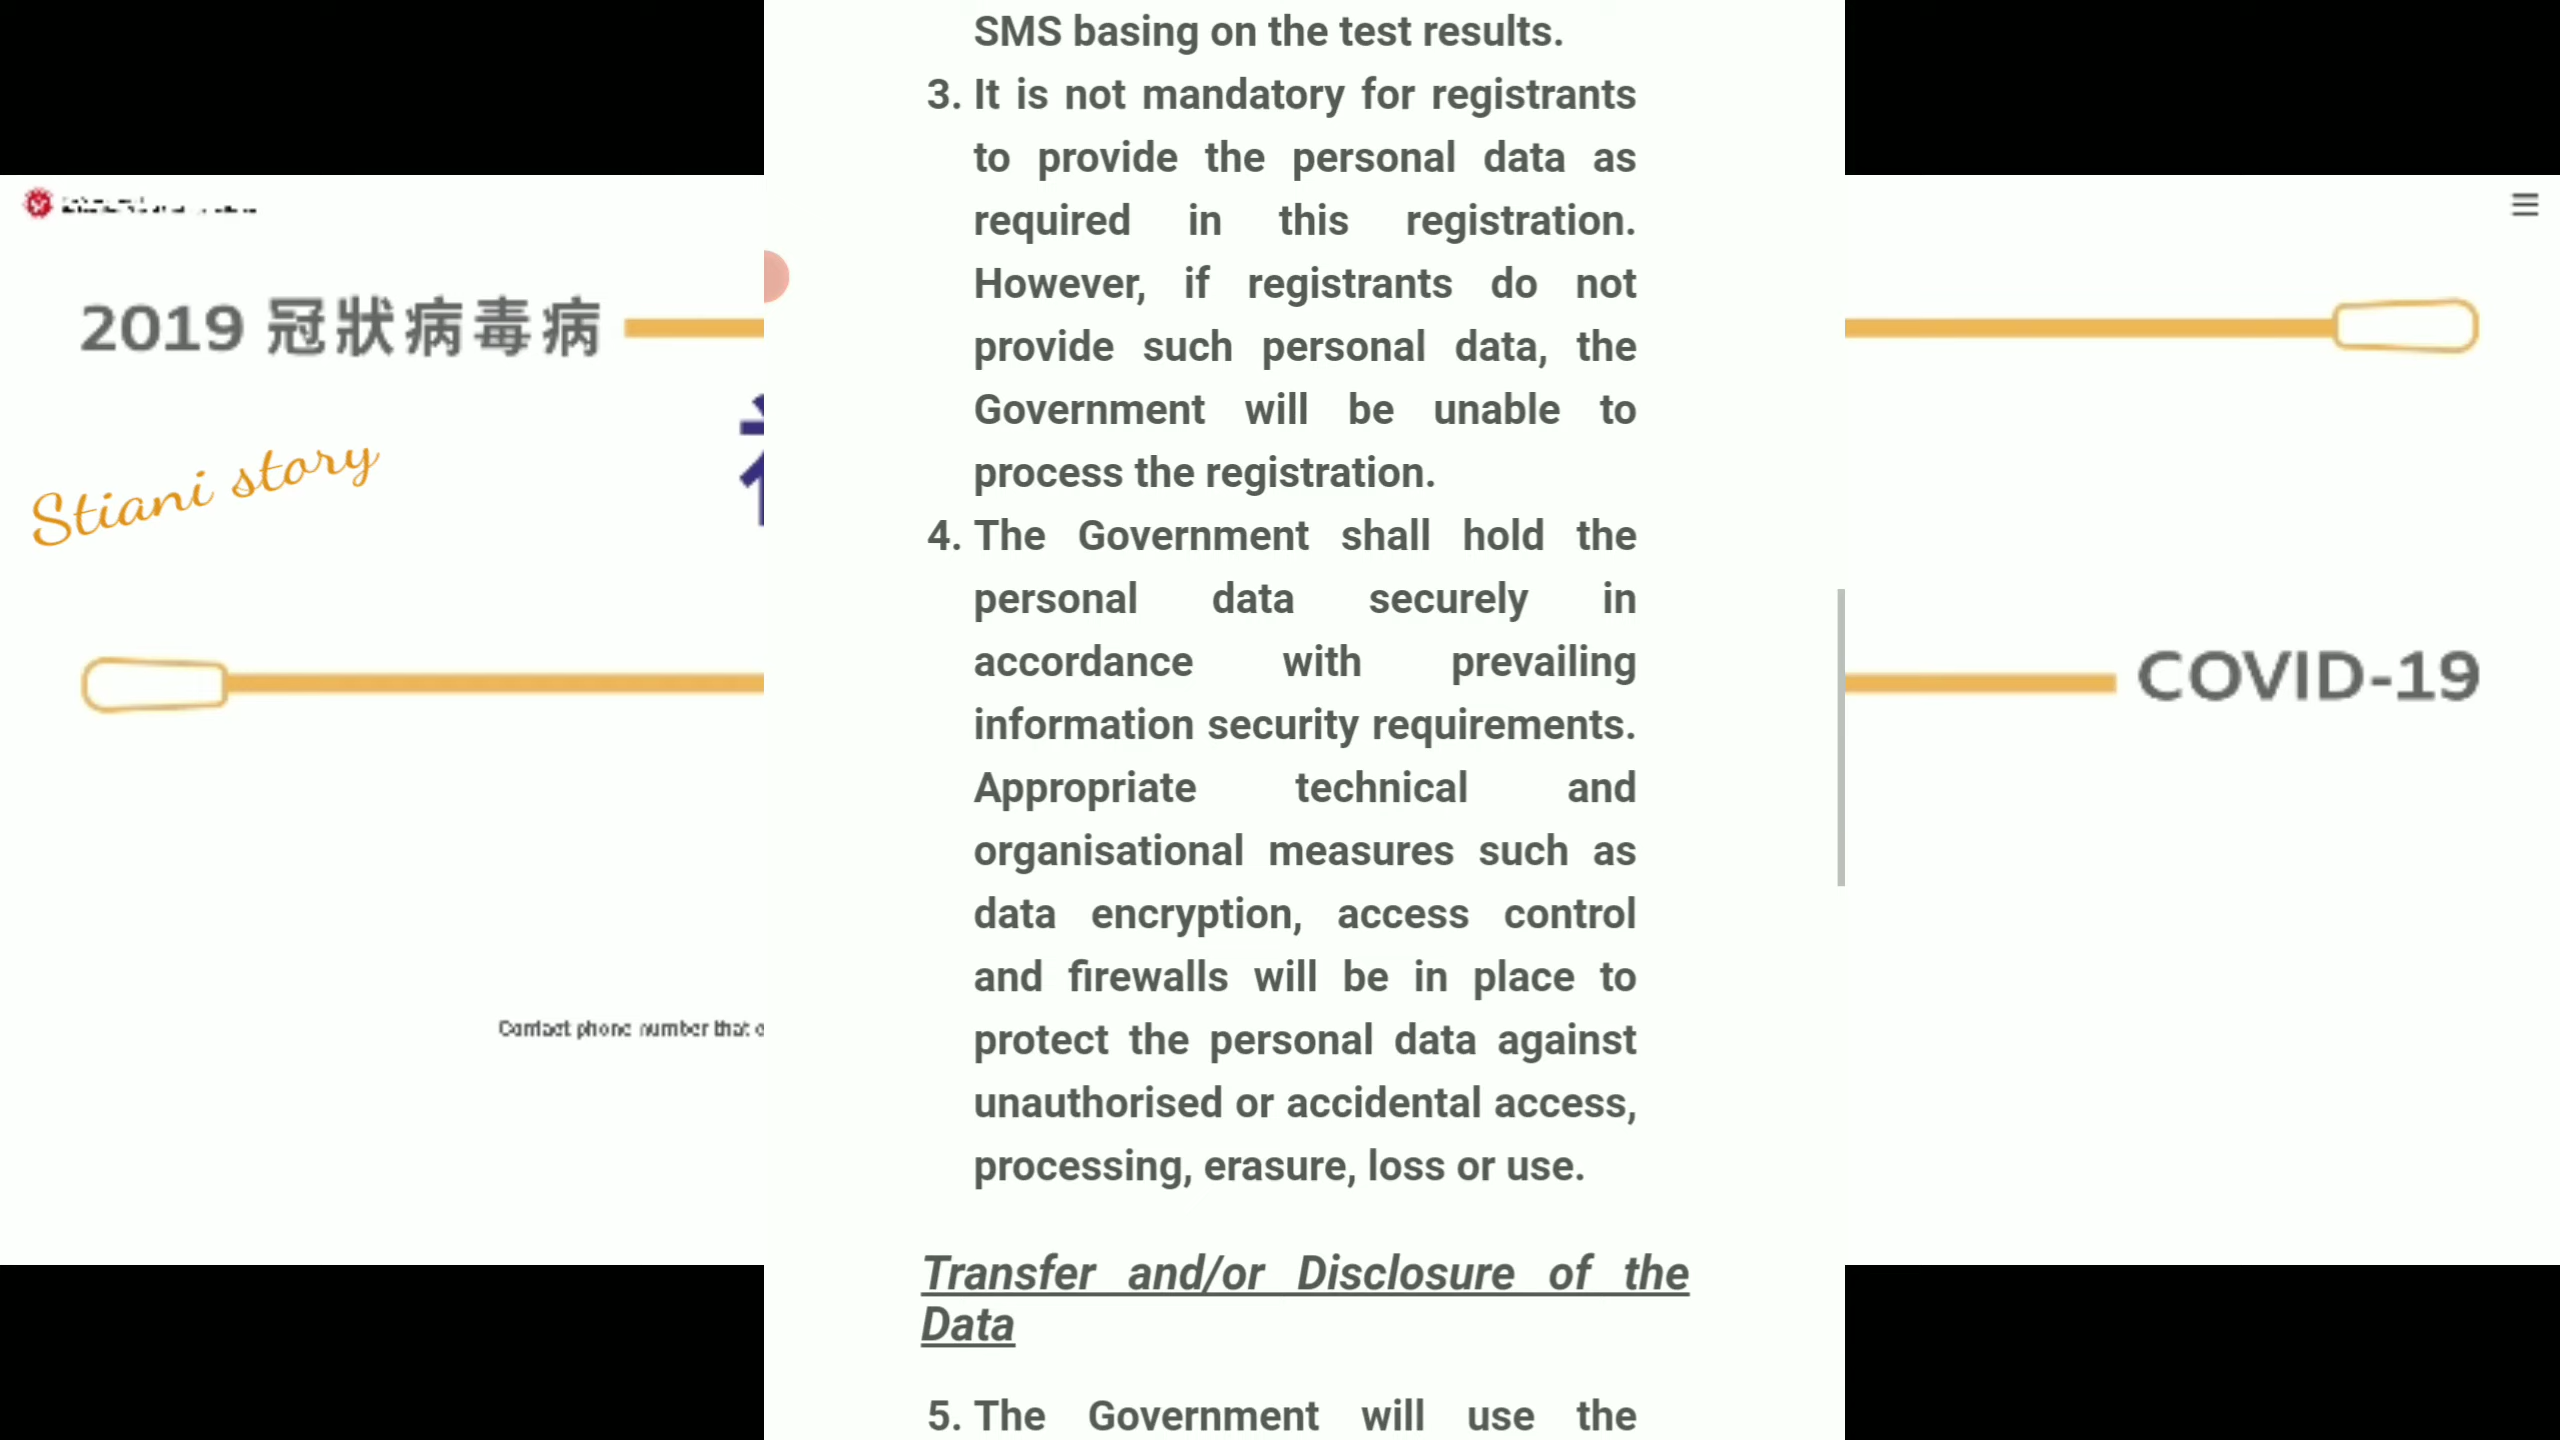 SMS basing on the test results.
3. It is not mandatory for registrants
to provide the personal data as
required in this registration.
However, if registrants do not
provide such personal data, the
Government will be unable to
process the registration.
4. The Government shall hold the
personal data securely in
accordance with prevailing
information security requirements.
Appropriate technical and
organisational measures such as
data encryption, access control
and firewalls will be in place to
protect the personal data against
unauthorised or accidental access,
processing, erasure, loss or use.
Transfer and/or Disclosure of the
Data
5. The Government will use the
2019 冠狀病毒病
Stiani story
COVID-19
Contact phone number that